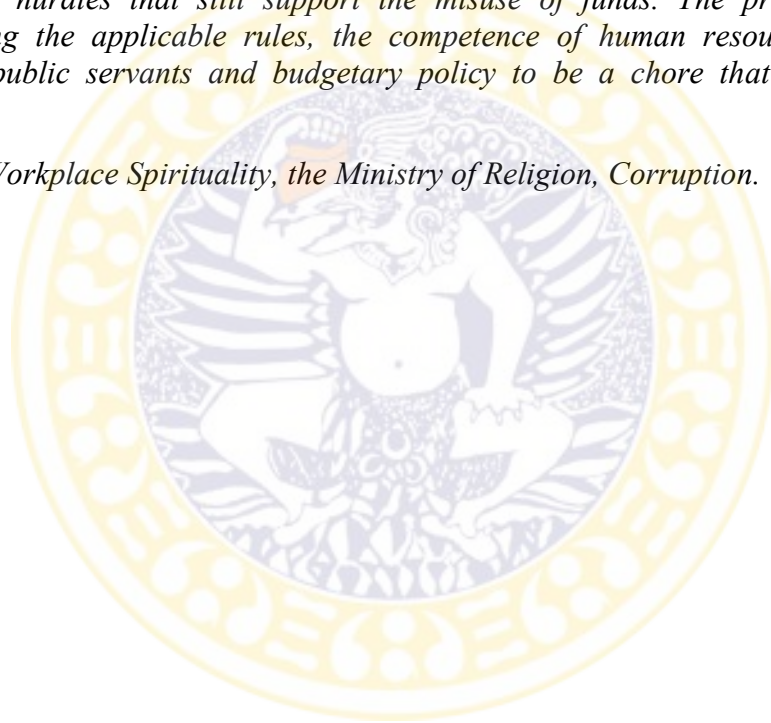 that still support the misuse of funds. The pr
ng the applicable rules, the competence of human resou
public servants and budgetary policy to be a chore that
Workplace Spirituality, the Ministry of Religion, Corruption.